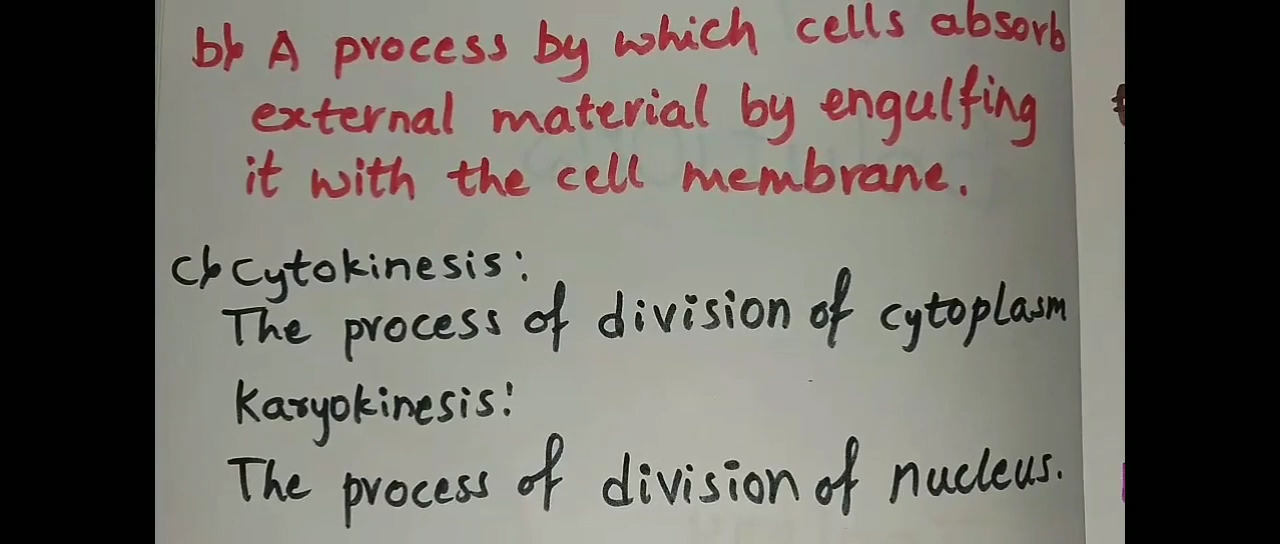 b) A process by which cells absorb
external material by engulfing
it with the cell membrane.
c) Cytokinesis:
The process of division of cytoplasm
Karyokinesis:
The process of division of nucleus.